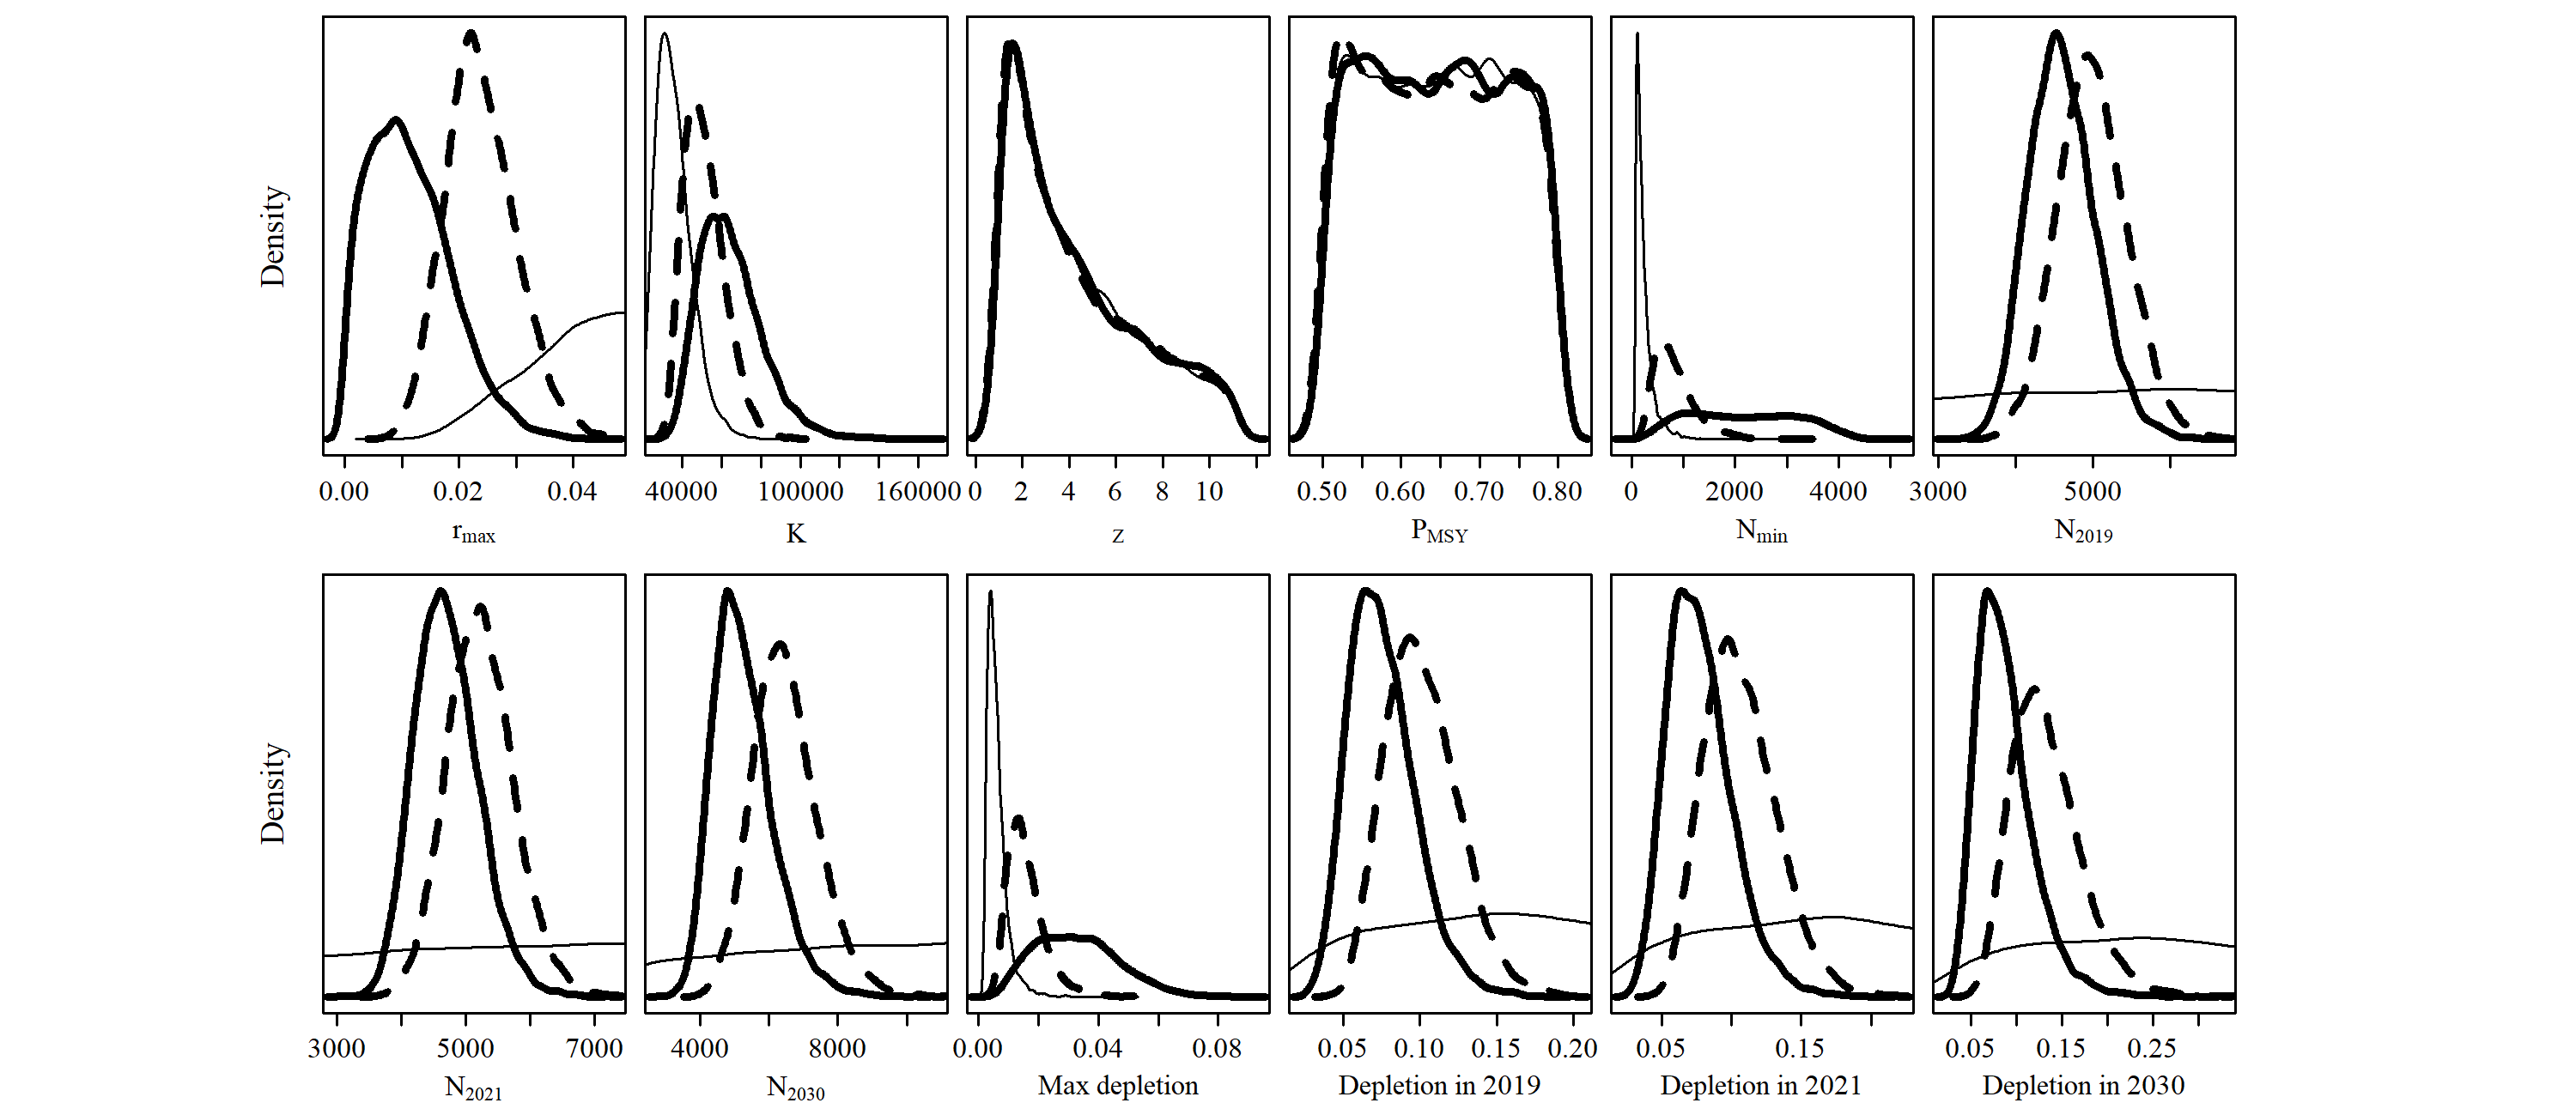 Density
0.00 0.02 0.04
r_max
40000 100000 160000
K
0 2 4 6 8 10
z
0.50 0.60 0.70 0.80
P_MSY
0 2000 4000
N_min
3000 5000
N_2019
Density
3000 5000 7000
N_2021
4000 8000
N_2030
0.00 0.04 0.08
Max depletion
0.05 0.10 0.15 0.20
Depletion in 2019
0.05 0.15
Depletion in 2021
0.05 0.15 0.25
Depletion in 2030